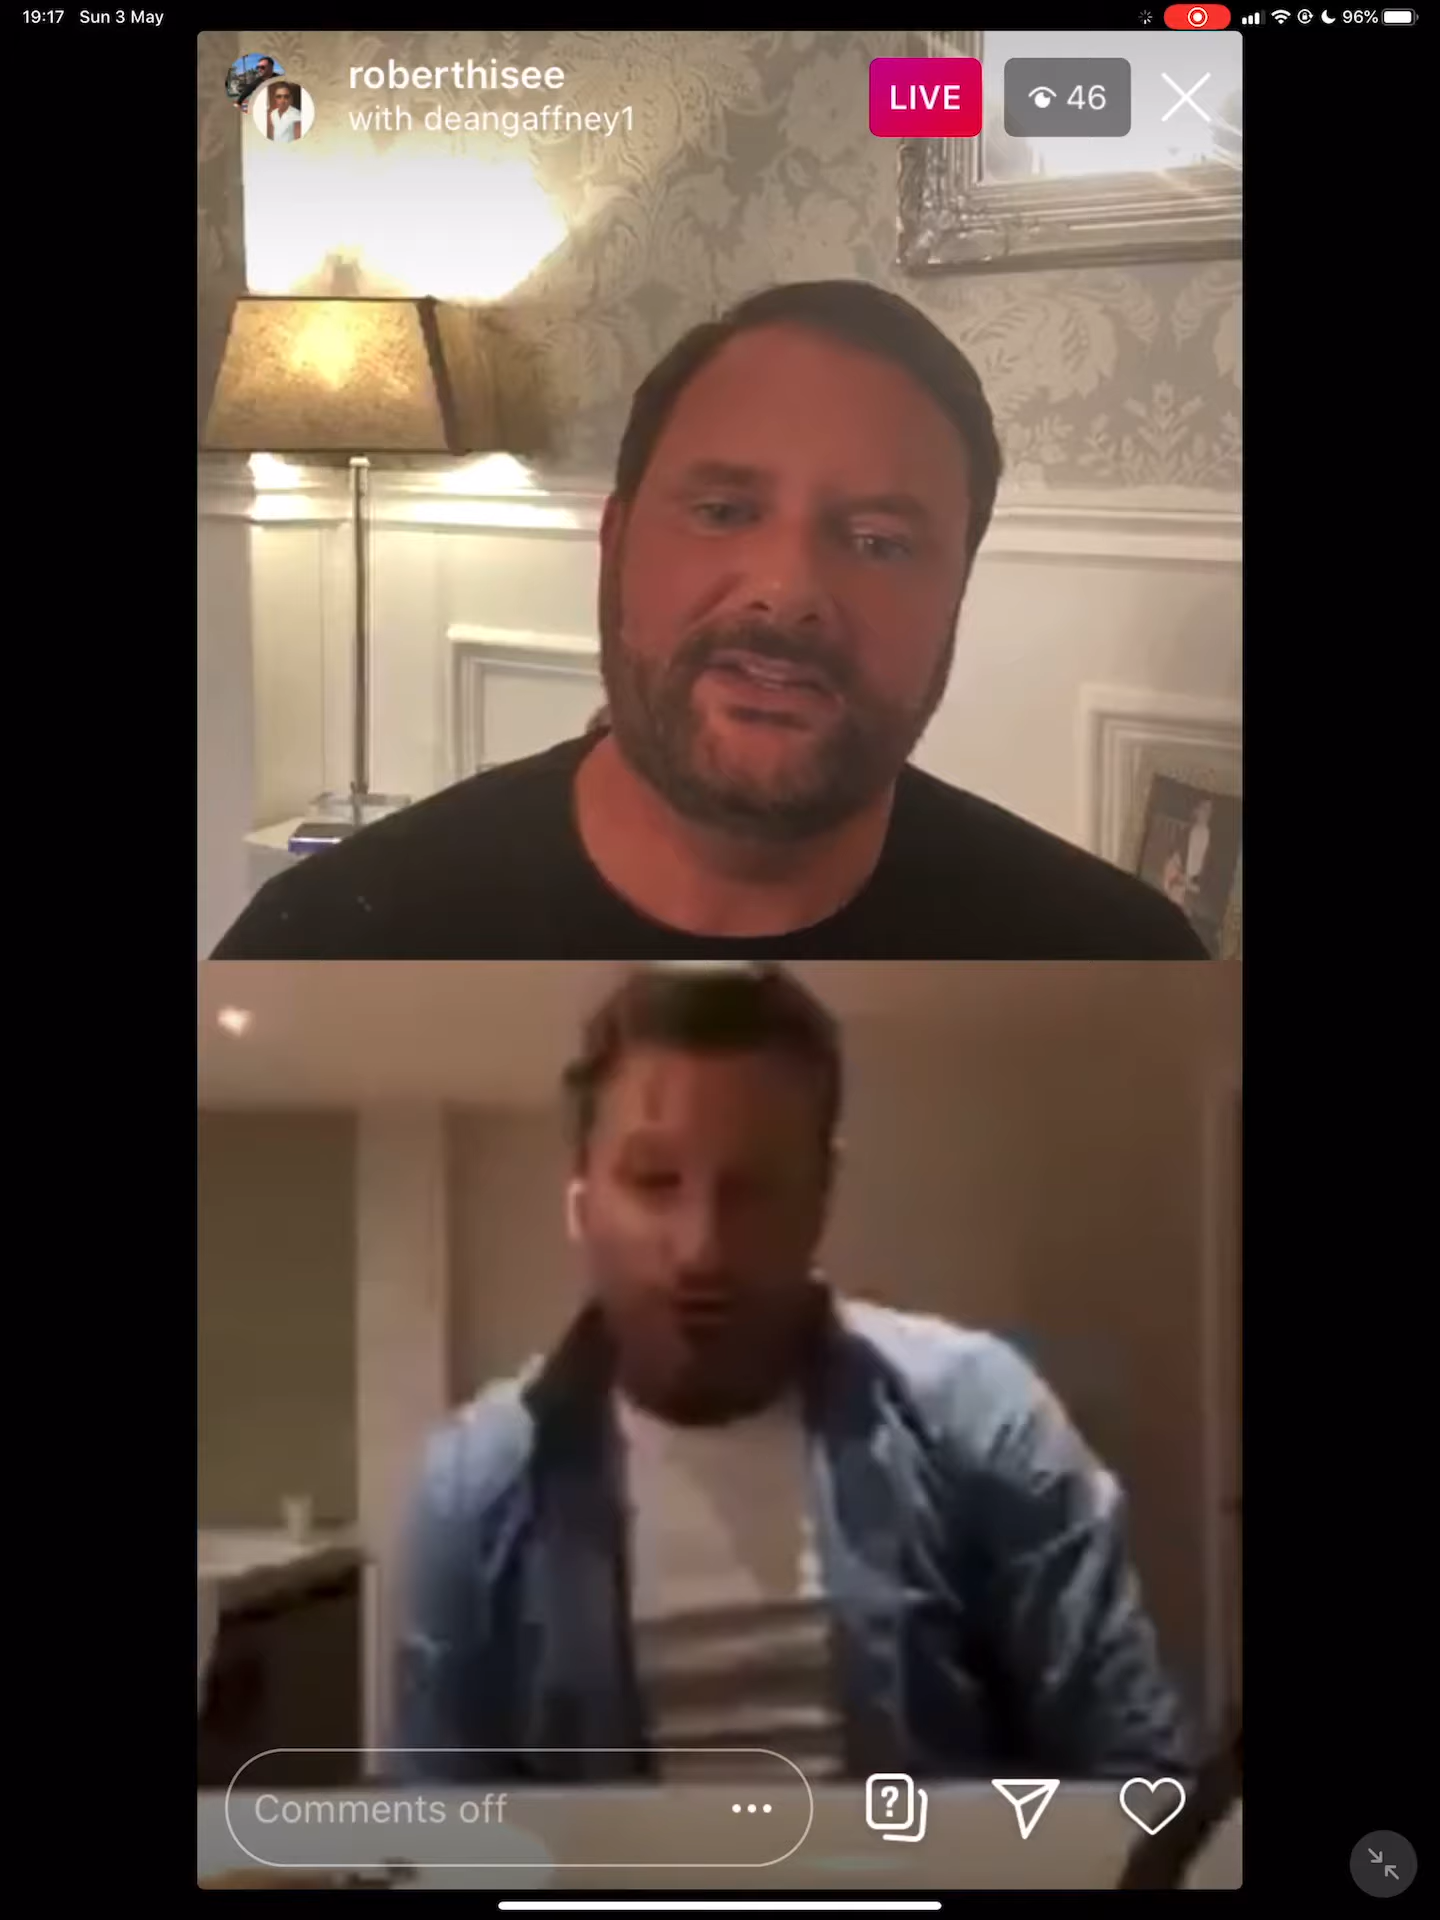 19:17 Sun 3 May
96%
roberthisee
with deangaffney1
LIVE
46
Comments off